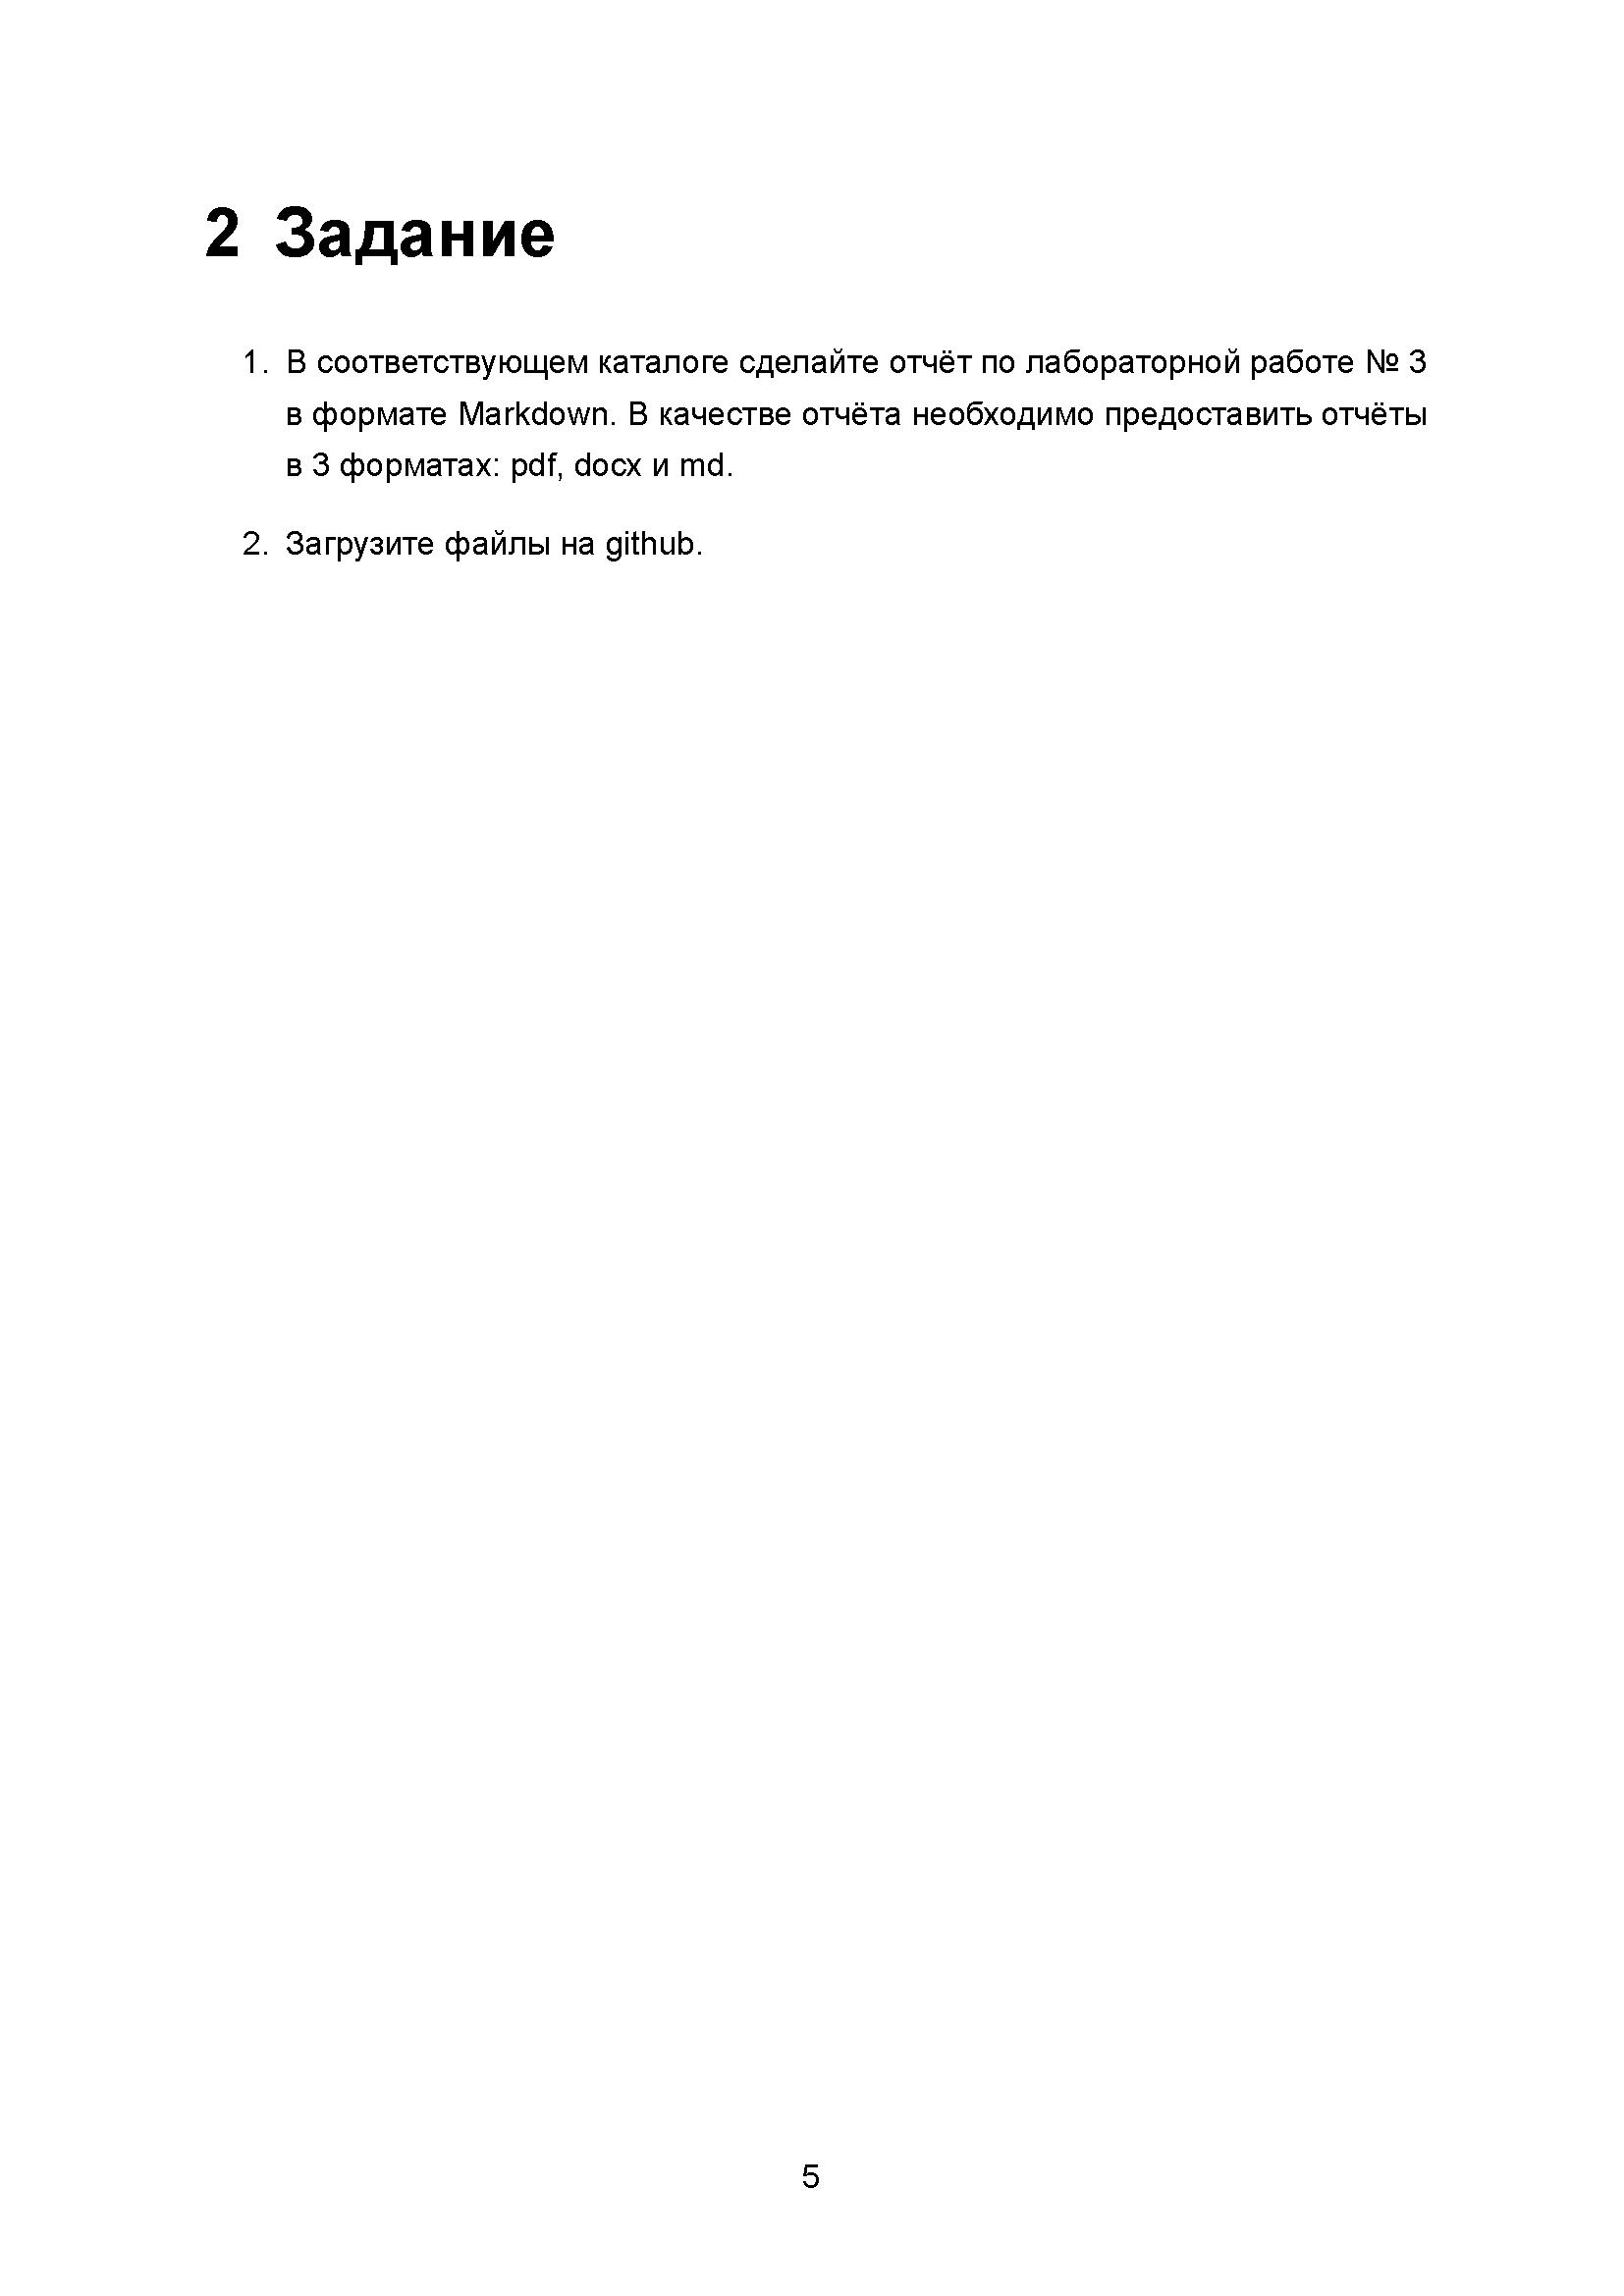 2 Задание
1. В соответствующем каталоге сделайте отчёт по лабораторной работе № 3
в формате Markdown. В качестве отчёта необходимо предоставить отчёты
в 3 форматах: pdf, docx и md.
2. Загрузите файлы на github.
5